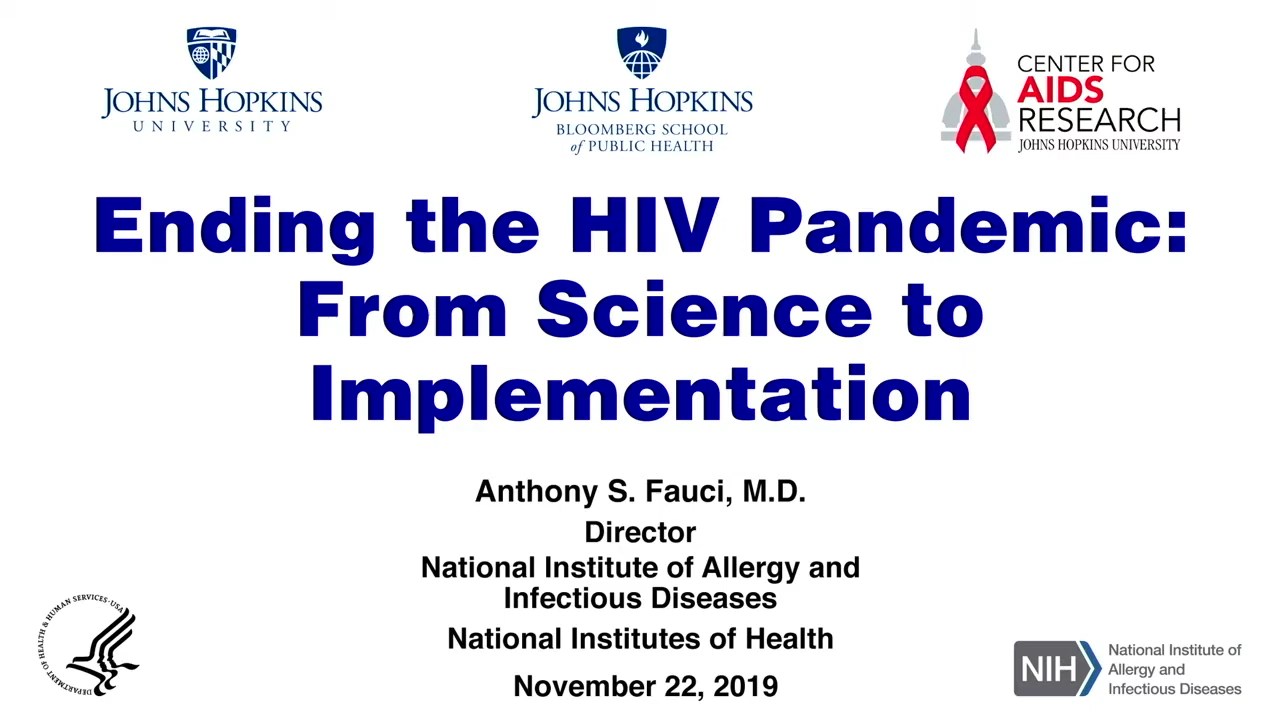 JOHNS HOPKINS
UNIVERSITY
JOHNS HOPKINS
BLOOMBERG SCHOOL
of PUBLIC HEALTH
CENTER FOR
AIDS
RESEARCH
JOHNS HOPKINS UNIVERSITY
Ending the HIV Pandemic:
From Science to
Implementation
Anthony S. Fauci, M.D.
Director
National Institute of Allergy and
Infectious Diseases
National Institutes of Health
November 22, 2019
DEPARTMENT OF HEALTH & HUMAN SERVICES·USA
NIH
National Institute of
Allergy and
Infectious Diseases